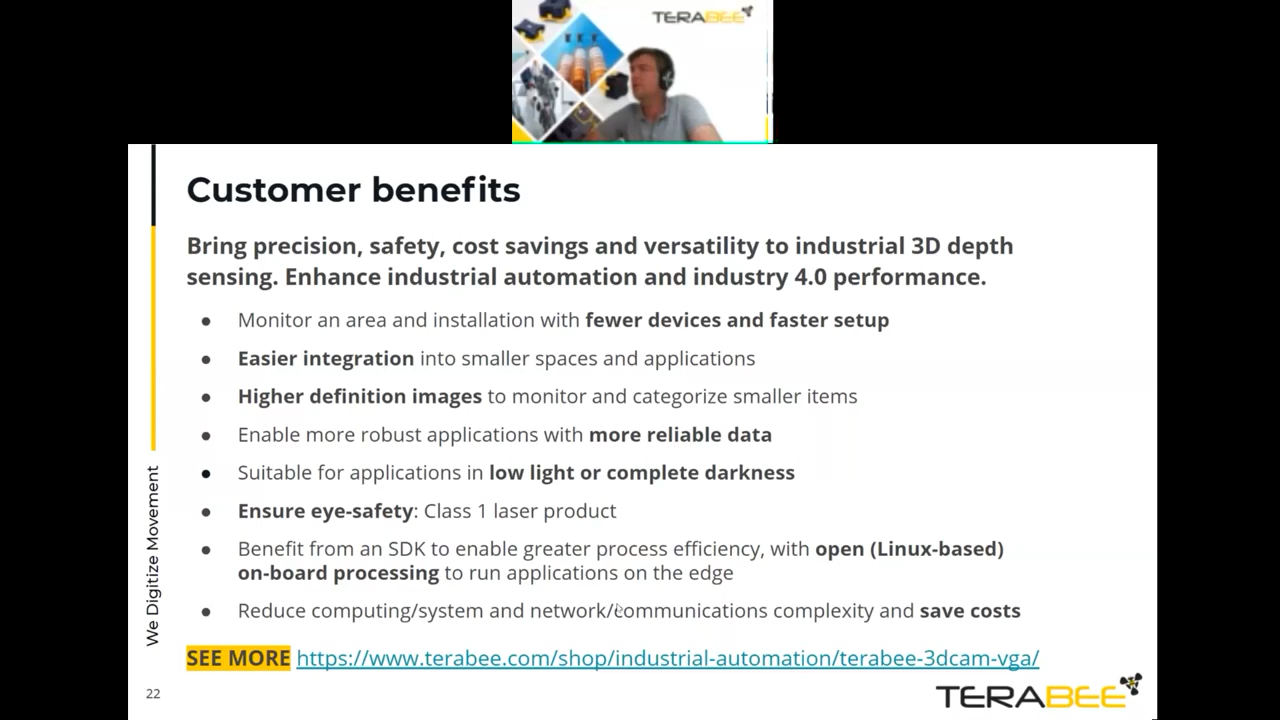 TERABEE
Customer benefits
Bring precision, safety, cost savings and versatility to industrial 3D depth
sensing. Enhance industrial automation and industry 4.0 performance.
● Monitor an area and installation with fewer devices and faster setup
● Easier integration into smaller spaces and applications
● Higher definition images to monitor and categorize smaller items
● Enable more robust applications with more reliable data
● Suitable for applications in low light or complete darkness
● Ensure eye-safety: Class 1 laser product
● Benefit from an SDK to enable greater process efficiency, with open (Linux-based)
on-board processing to run applications on the edge
● Reduce computing/system and network/communications complexity and save costs
SEE MORE https://www.terabee.com/shop/industrial-automation/terabee-3dcam-vga/
We Digitize Movement
22
TERABEE